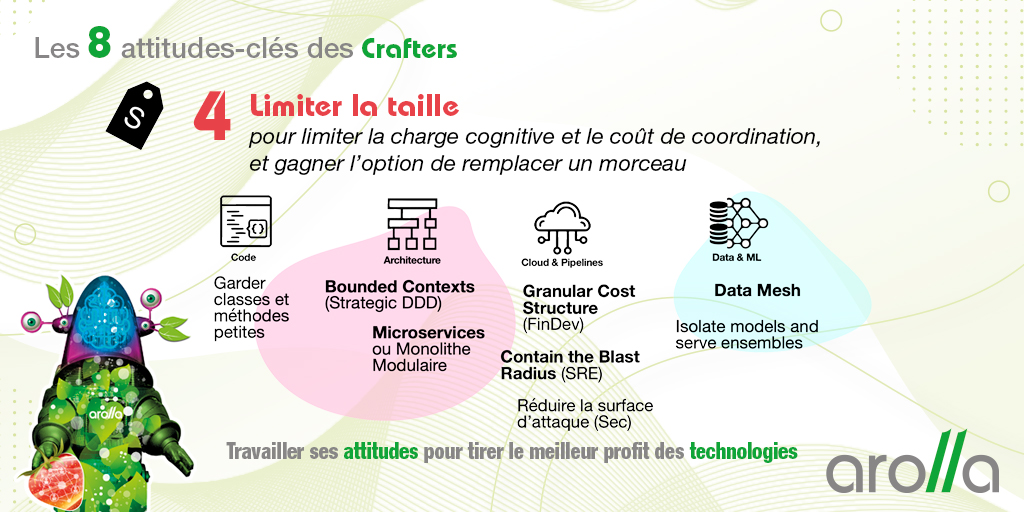 Les 8 attitudes-clés des Crafters
S
4 Limiter la taille
pour limiter la charge cognitive et le coût de coordination,
et gagner l'option de remplacer un morceau
{}
Code
Garder
classes et
méthodes
petites
Architecture
Bounded Contexts
(Strategic DDD)
Microservices
ou Monolithe
Modulaire
Cloud & Pipelines
Granular Cost
Structure
(FinDev)
Contain the Blast
Radius (SRE)
Réduire la surface
d'attaque (Sec)
Data & ML
Data Mesh
Isolate models and
serve ensembles
arolla
Travailler ses attitudes pour tirer le meilleur profit des technologies
arolla